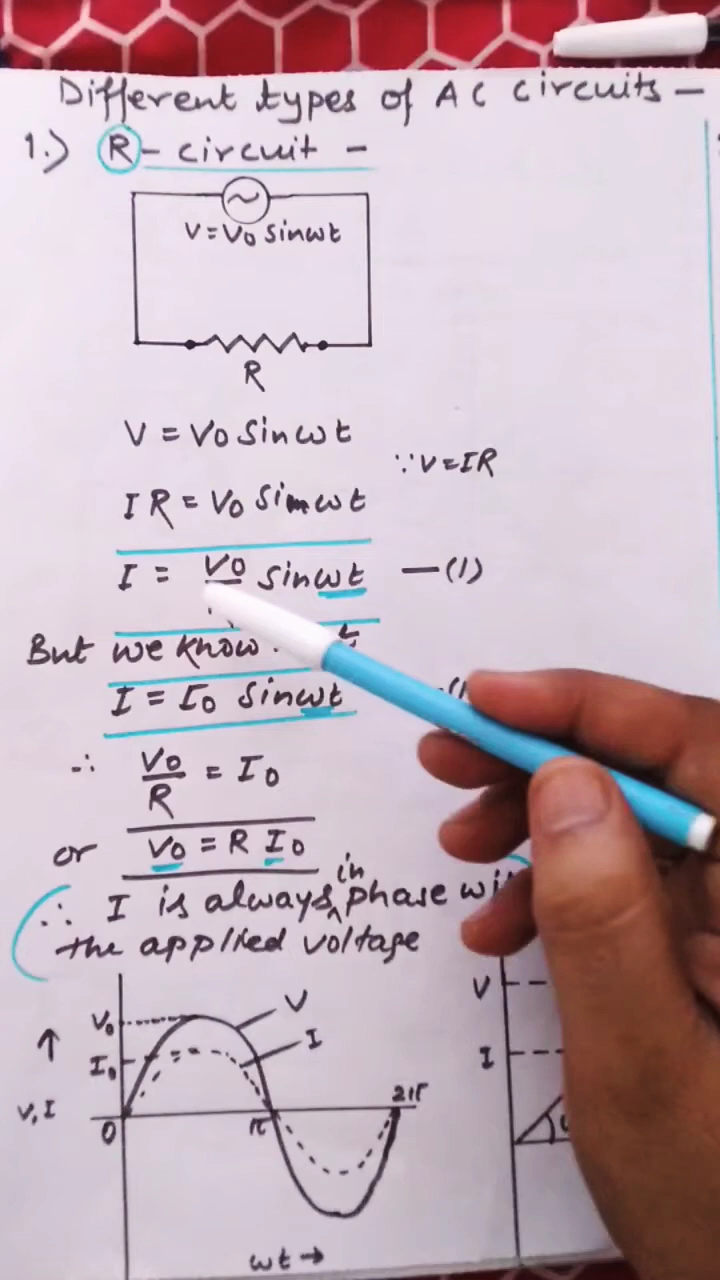 Different types of AC circuits –
1.) R - circuit -
V = V₀ sinωt
R
V = V₀ sinωt
∵ V = IR
IR = V₀ sinωt
I = V₀ sinωt —(1)
But we know
I = I₀ sinωt
∴ V₀/R = I₀
or V₀ = R I₀
∴ I is always in phase
the applied voltage
V₀ V
I₀ I
V, I
0 π 2π
ωt →
V
I